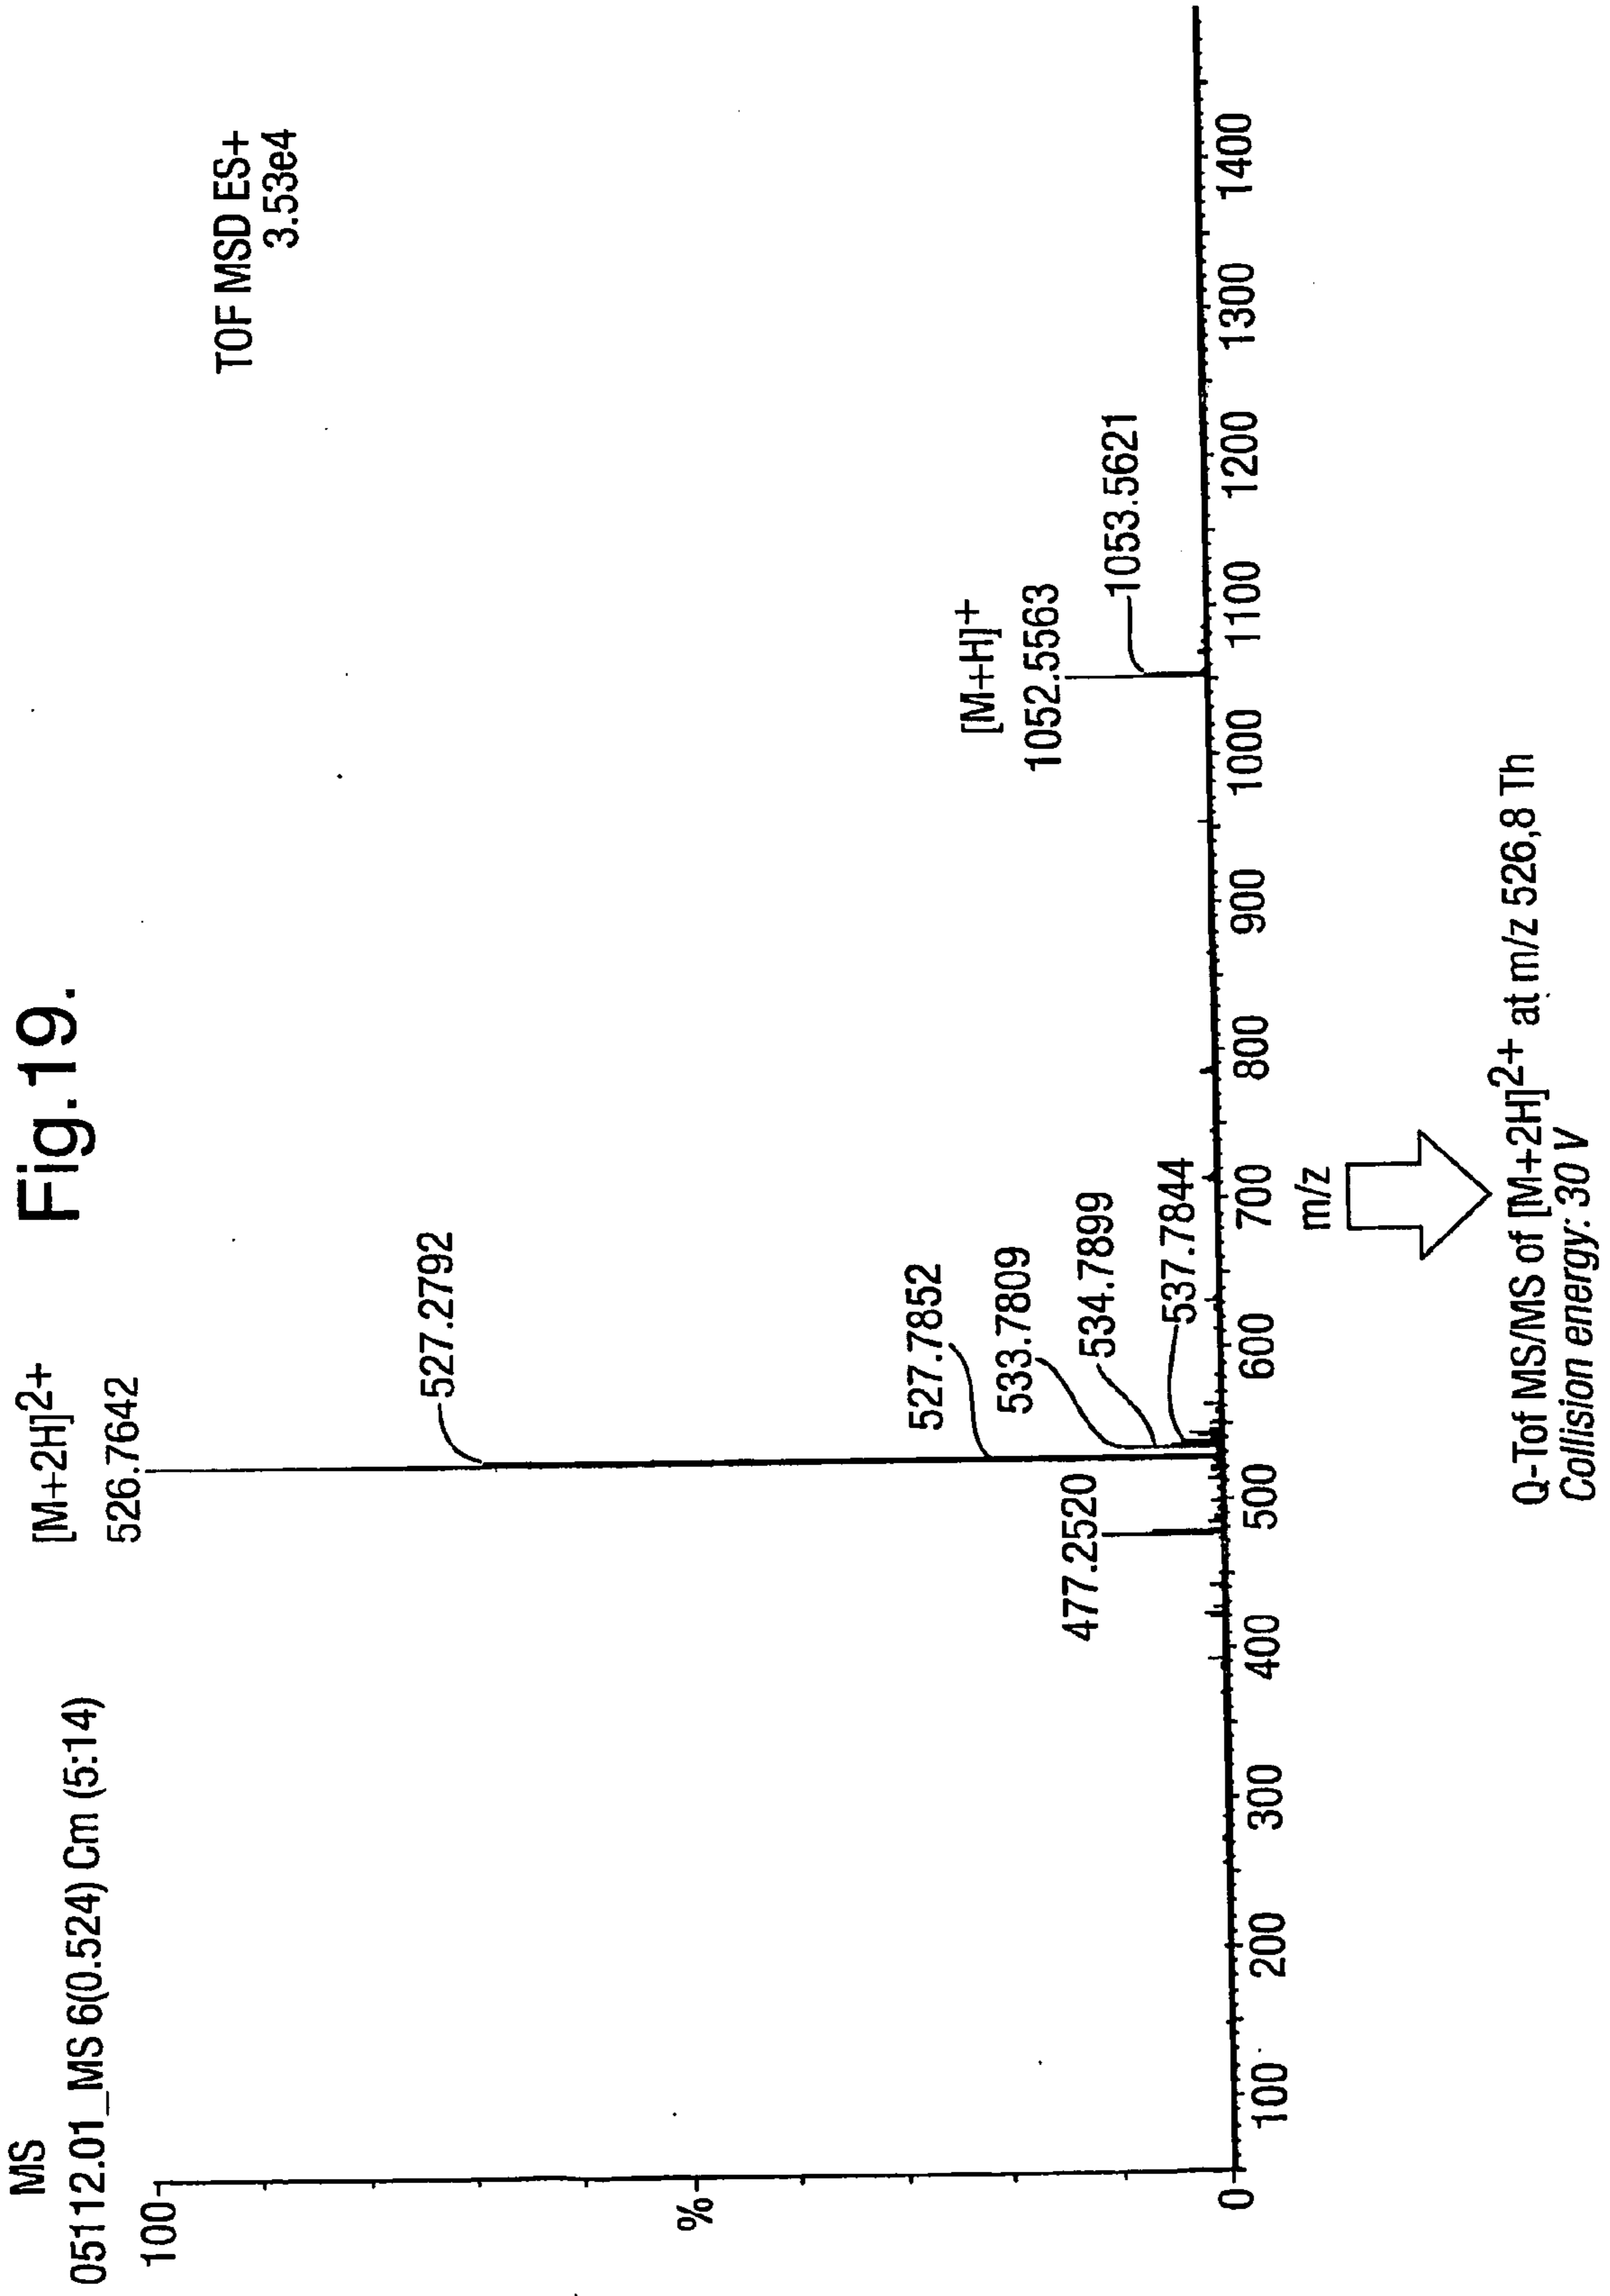 Fig.19.
MS
05112.01_MS 6(0.524) Cm (5:14)
TOF MSD ES+
3.53e4
[M+2H]2+
526.7642
527.2792
527.7852
533.7809
534.7899
537.7844
477.2520
[M+H]+
1052.5563
1053.5621
100
%
0
100
200
300
400
500
600
700
800
900
1000
1100
1200
1300
1400
m/z
Q-Tof MS/MS of [M+2H]2+ at m/z 526,8 Th
Collision energy: 30 V